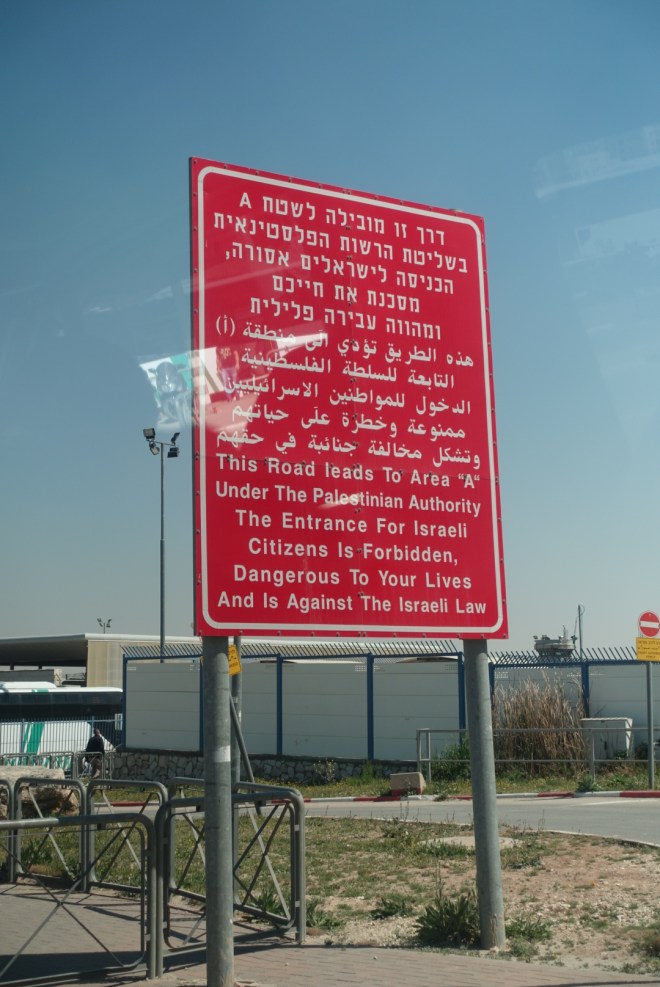 דרך זו מובילה לשטח A
בשליטת הרשות הפלסטינאית
הכניסה לישראלים אסורה,
מסכנת את חייכם
ומהווה עבירה פלילית
هذه الطريق تؤدي الى منطقة (أ)
التابعة للسلطة الفلسطينية
الدخول للمواطنين الاسرائيليين
ممنوعة وخطرة على حياتهم
وتشكل مخالفة جنائية في حقهم
This Road leads To Area "A"
Under The Palestinian Authority
The Entrance For Israeli
Citizens Is Forbidden,
Dangerous To Your Lives
And Is Against The Israeli Law